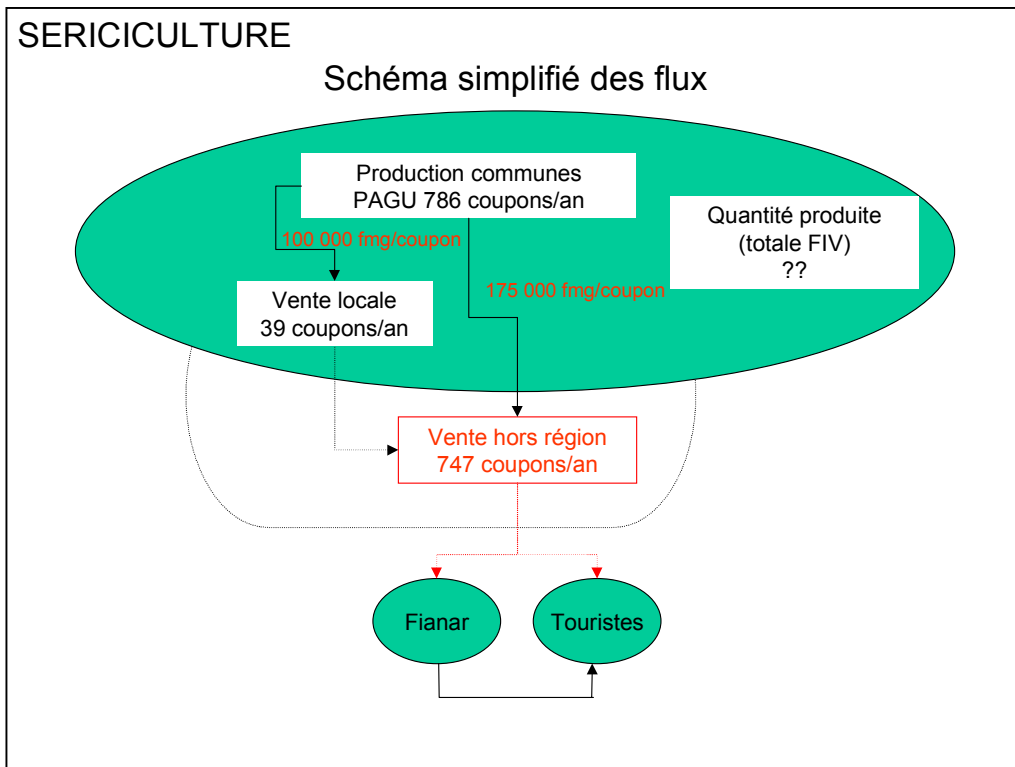 SERICICULTURE
Schéma simplifié des flux
Production communes
PAGU 786 coupons/an
Quantité produite
(totale FIV)
??
100 000 fmg/coupon
175 000 fmg/coupon
Vente locale
39 coupons/an
Vente hors région
747 coupons/an
Fianar
Touristes